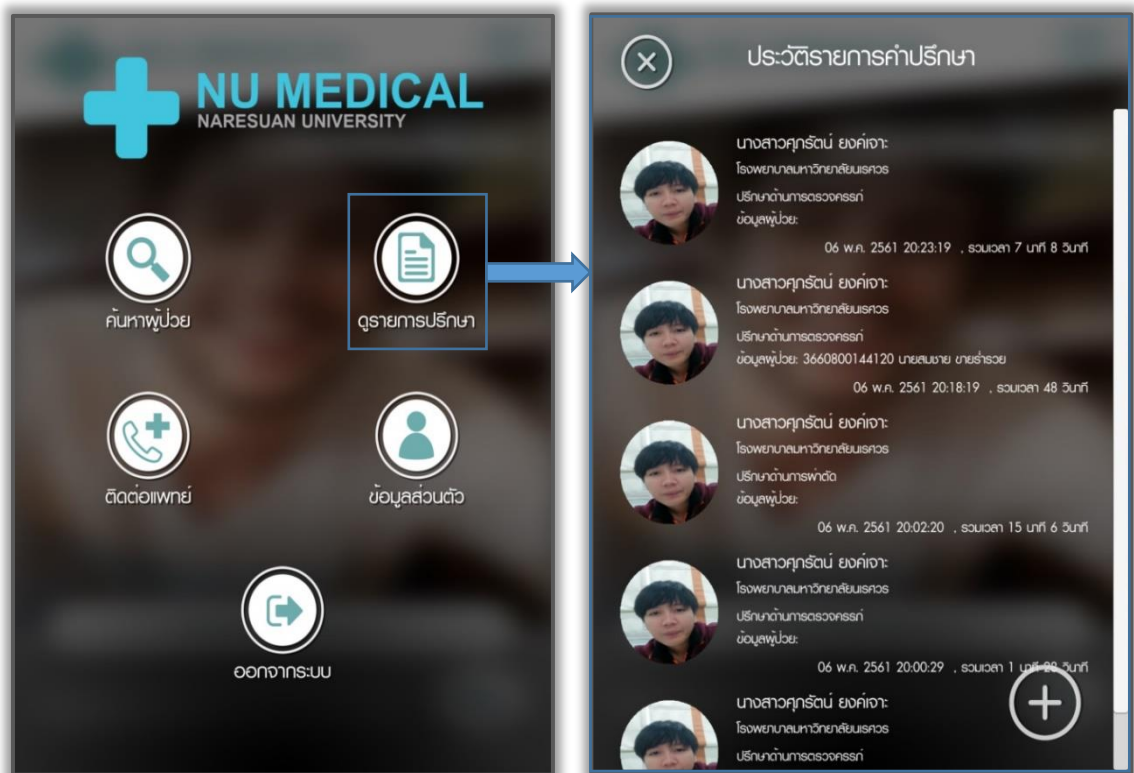 NU MEDICAL
NARESUAN UNIVERSITY
ค้นหาผู้ป่วย
ดูรายการปรึกษา
ติดต่อแพทย์
ข้อมูลส่วนตัว
ออกจากระบบ
ประวัติรายการคำปรึกษา
นางสาวศุภรัตน์ ยงค์เจาะ
โรงพยาบาลมหาวิทยาลัยนเรศวร
ปรึกษาด้านการตรวจครรภ์
ข้อมูลผู้ป่วย:
06 พ.ค. 2561 20:23:19 , รวมเวลา 7 นาที 8 วินาที
นางสาวศุภรัตน์ ยงค์เจาะ
โรงพยาบาลมหาวิทยาลัยนเรศวร
ปรึกษาด้านการตรวจครรภ์
ข้อมูลผู้ป่วย: 3660800144120 นายสมชาย ขายร่ำรวย
06 พ.ค. 2561 20:18:19 , รวมเวลา 48 วินาที
นางสาวศุภรัตน์ ยงค์เจาะ
โรงพยาบาลมหาวิทยาลัยนเรศวร
ปรึกษาด้านการผ่าตัด
ข้อมูลผู้ป่วย:
06 พ.ค. 2561 20:02:20 , รวมเวลา 15 นาที 6 วินาที
นางสาวศุภรัตน์ ยงค์เจาะ
โรงพยาบาลมหาวิทยาลัยนเรศวร
ปรึกษาด้านการตรวจครรภ์
ข้อมูลผู้ป่วย:
06 พ.ค. 2561 20:00:29 , รวมเวลา 1 นาที 28 วินาที
นางสาวศุภรัตน์ ยงค์เจาะ
โรงพยาบาลมหาวิทยาลัยนเรศวร
ปรึกษาด้านการตรวจครรภ์